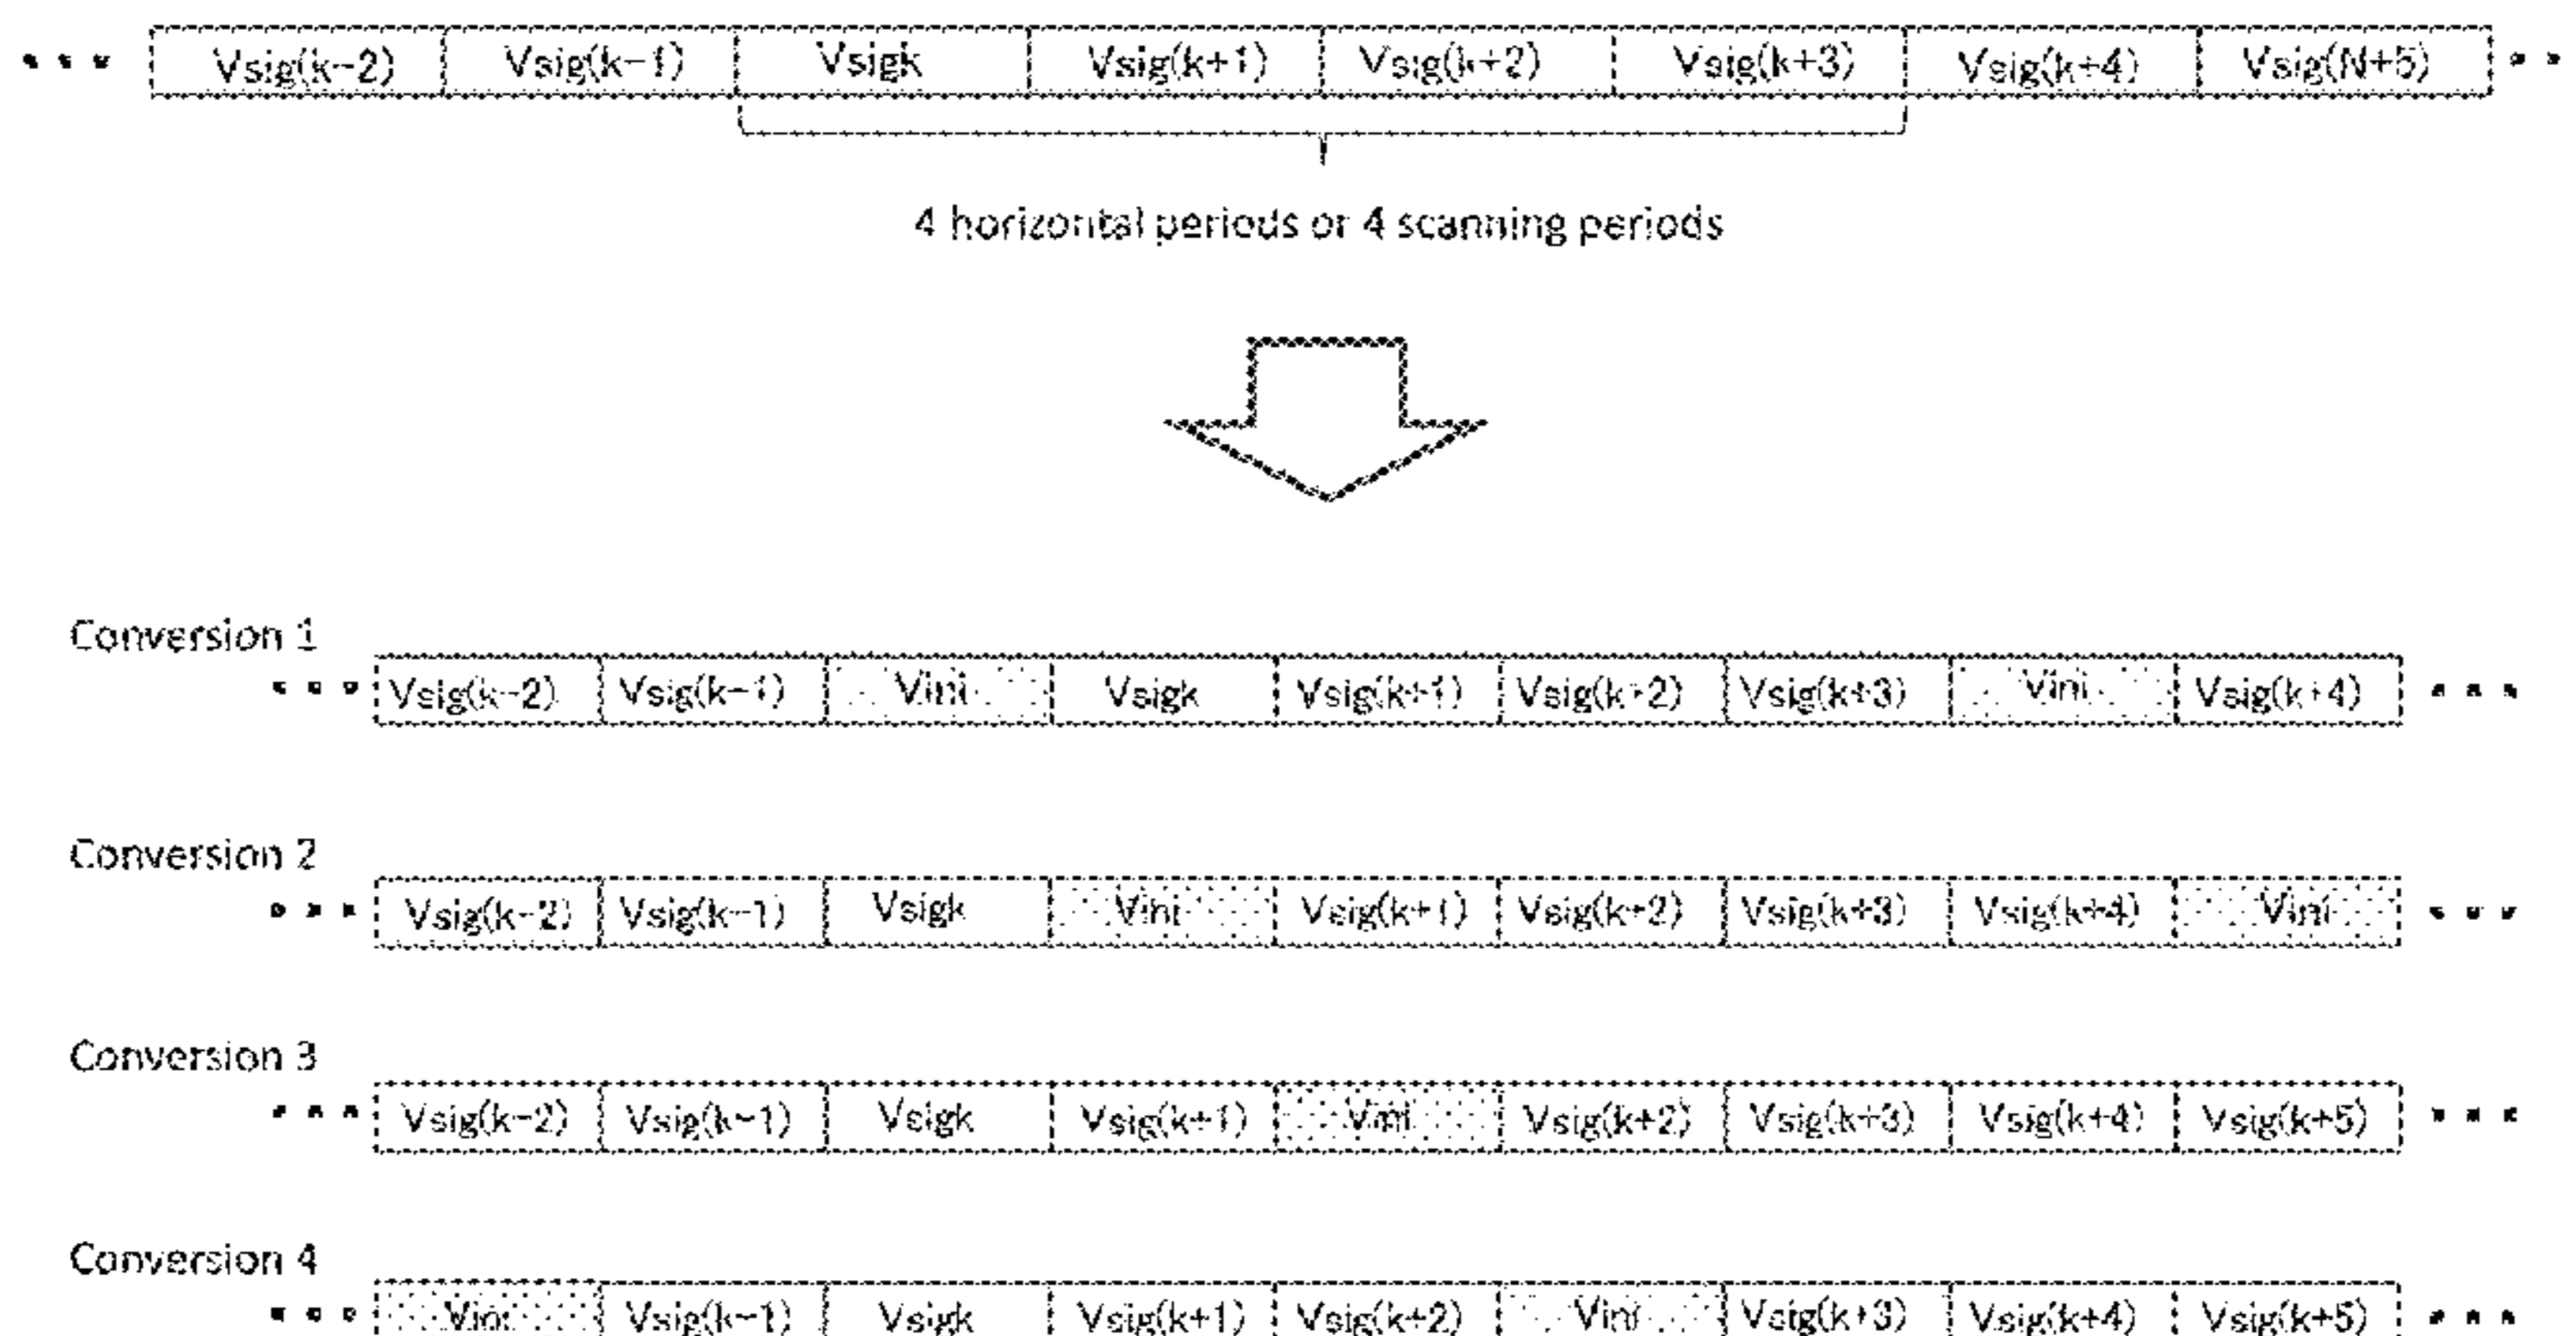 • • • Vsig(k-2) Vsig(k-1) Vsigk Vsig(k+1) Vsig(k+2) Vsig(k+3) Vsig(k+4) Vsig(N+5) • •
4 horizontal periods or 4 scanning periods
Conversion 1
• • • Vsig(k-2) Vsig(k-1) Vini Vsigk Vsig(k+1) Vsig(k+2) Vsig(k+3) Vini Vsig(k+4) • • •
Conversion 2
• • • Vsig(k-2) Vsig(k-1) Vsigk Vini Vsig(k+1) Vsig(k+2) Vsig(k+3) Vsig(k+4) Vini • • •
Conversion 3
• • • Vsig(k-2) Vsig(k-1) Vsigk Vsig(k+1) Vini Vsig(k+2) Vsig(k+3) Vsig(k+4) Vsig(k+5) • • •
Conversion 4
• • • Vini Vsig(k-1) Vsigk Vsig(k+1) Vsig(k+2) Vini Vsig(k+3) Vsig(k+4) Vsig(k+5) • • •